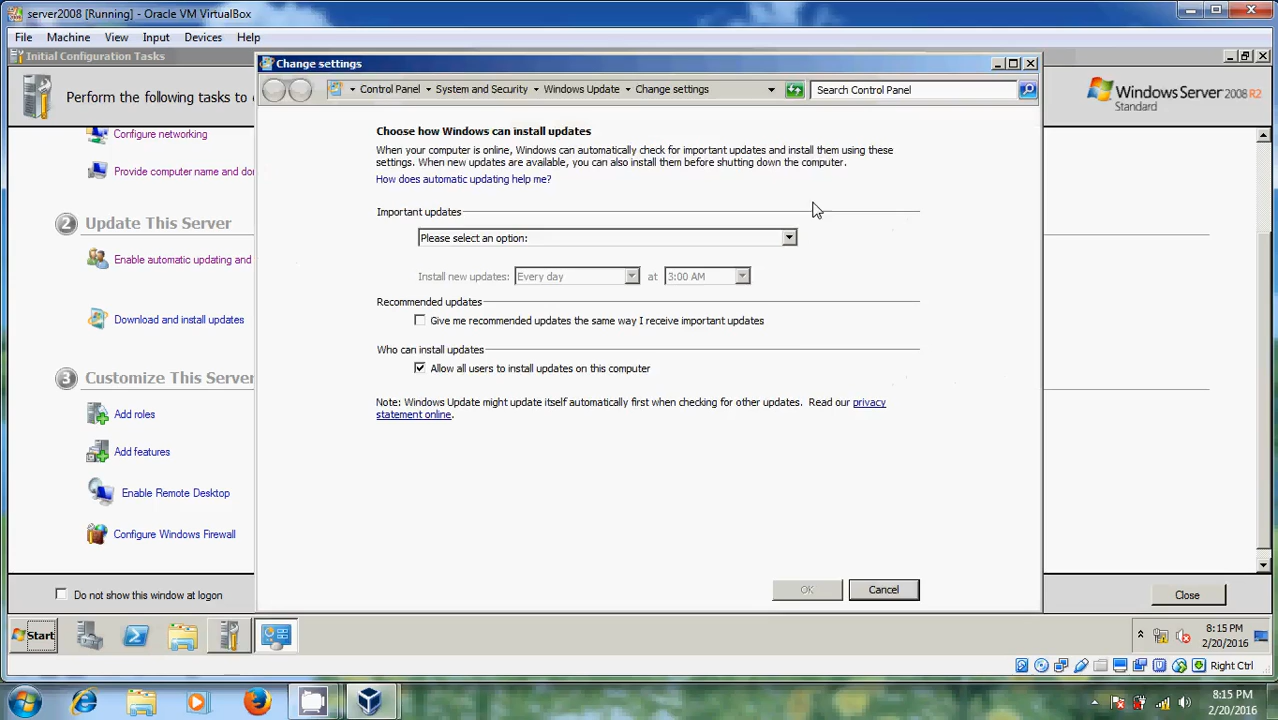 server2008 [Running] - Oracle VM VirtualBox
File Machine View Input Devices Help
Initial Configuration Tasks
Perform the following tasks to
Windows Server 2008 R2
Standard
Configure networking
Provide computer name and do
2 Update This Server
Enable automatic updating and
Download and install updates
3 Customize This Server
Add roles
Add features
Enable Remote Desktop
Configure Windows Firewall
Do not show this window at logon
Close
Change settings
Control Panel System and Security Windows Update Change settings
Search Control Panel
Choose how Windows can install updates
When your computer is online, Windows can automatically check for important updates and install them using these
settings. When new updates are available, you can also install them before shutting down the computer.
How does automatic updating help me?
Important updates
Please select an option:
Install new updates: Every day at 3:00 AM
Recommended updates
Give me recommended updates the same way I receive important updates
Who can install updates
Allow all users to install updates on this computer
Note: Windows Update might update itself automatically first when checking for other updates. Read our privacy
statement online.
OK Cancel
Start
8:15 PM
2/20/2016
Right Ctrl
8:15 PM
2/20/2016